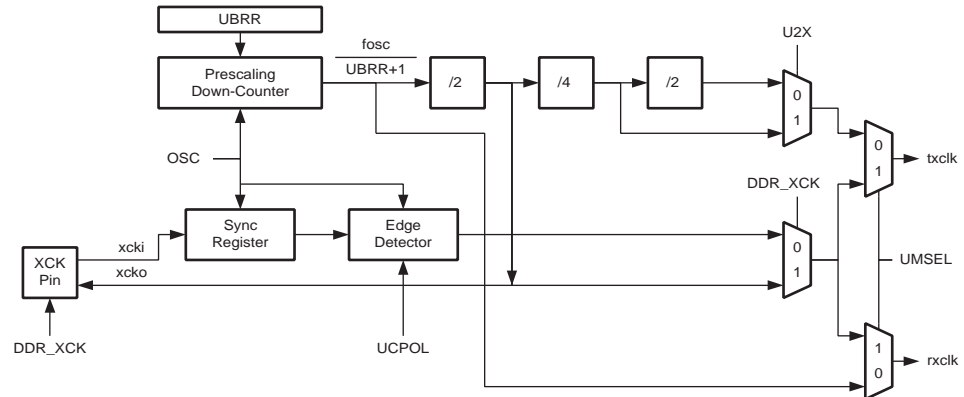 UBRR
Prescaling
Down-Counter
fosc
UBRR+1
/2
/4
/2
U2X
0
1
OSC
0
1
txclk
DDR_XCK
Sync
Register
Edge
Detector
0
1
UMSEL
XCK
Pin
xcki
xcko
DDR_XCK
UCPOL
1
0
rxclk